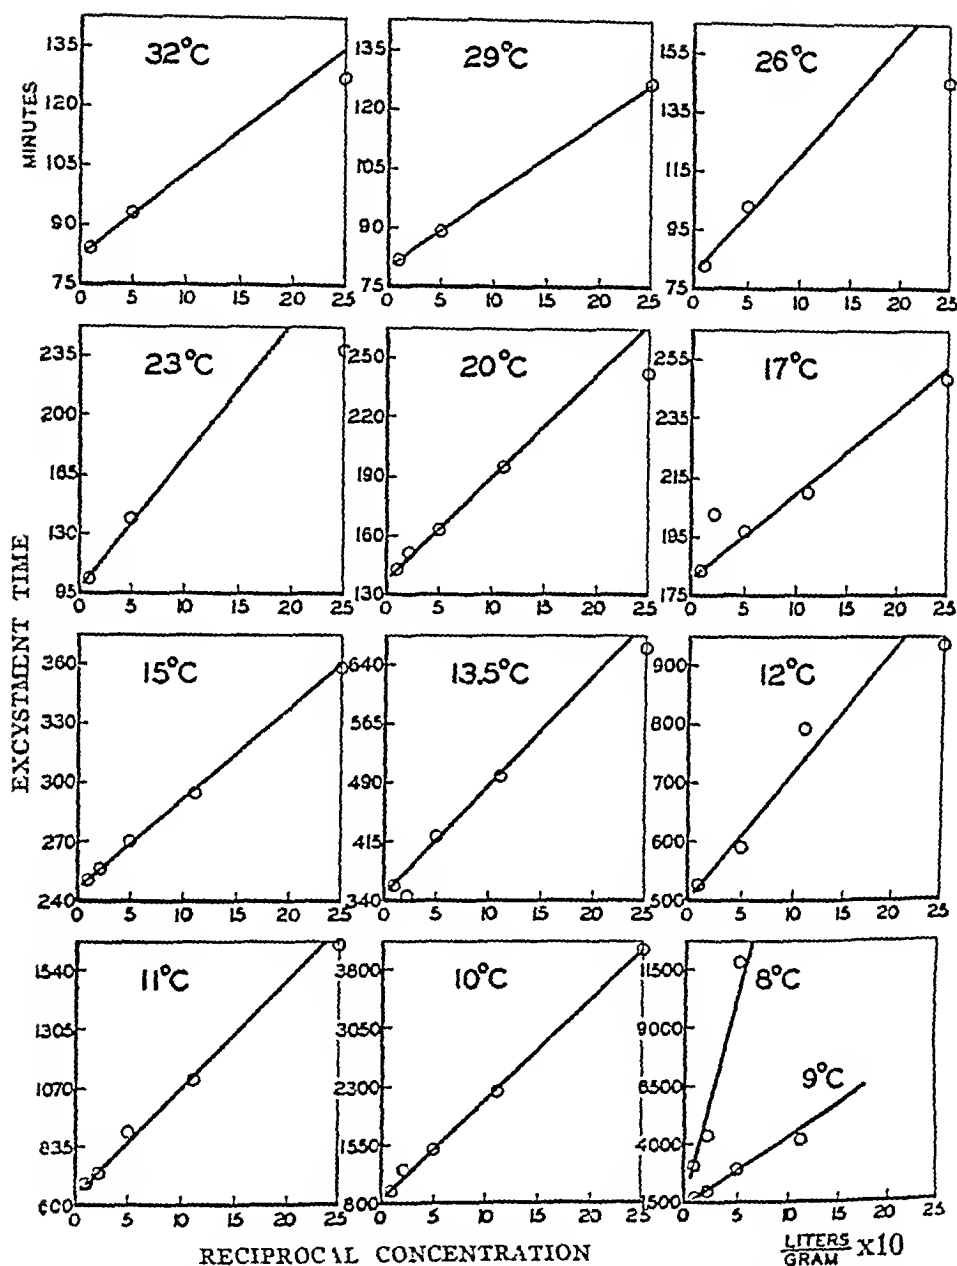 32°C
29°C
26°C
MINUTES
135
120
105
90
75
0 5 10 15 20 25
135
120
105
90
75
0 5 10 15 20 25
155
135
115
95
75
0 5 10 15 20 25
23°C
20°C
17°C
235
200
165
130
95
0 5 10 15 20 25
250
220
190
160
130
0 5 10 15 20 25
255
235
215
195
175
0 5 10 15 20 25
EXCYSTMENT TIME
15°C
13.5°C
12°C
360
330
300
270
240
0 5 10 15 20 25
640
565
490
415
340
0 5 10 15 20 25
900
800
700
600
500
0 5 10 15 20 25
11°C
10°C
8°C
9°C
1540
1305
1070
835
600
0 5 10 15 20 25
3800
3050
2300
1550
800
0 5 10 15 20 25
11500
9000
6500
4000
1500
0 5 10 15 20 25
RECIPROCAL CONCENTRATION
LITERS
GRAM
X10